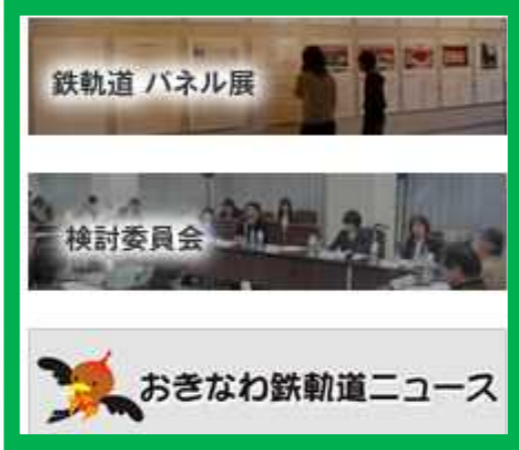 鉄軌道 パネル展
検討委員会
おきなわ鉄軌道ニュース